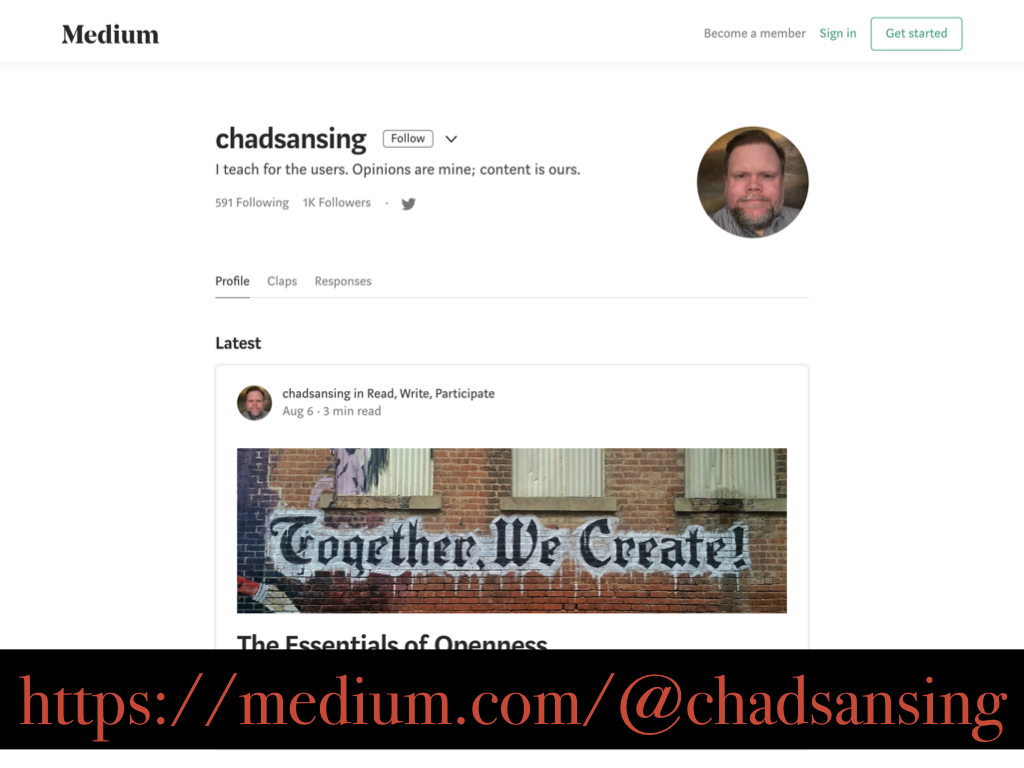 Medium
Become a member Sign in Get started
chadsansing Follow
I teach for the users. Opinions are mine; content is ours.
591 Following 1K Followers ·
Profile Claps Responses
Latest
chadsansing in Read, Write, Participate
Aug 6 · 3 min read
Together, We Create!
The Essentials of Openness
https://medium.com/@chadsansing